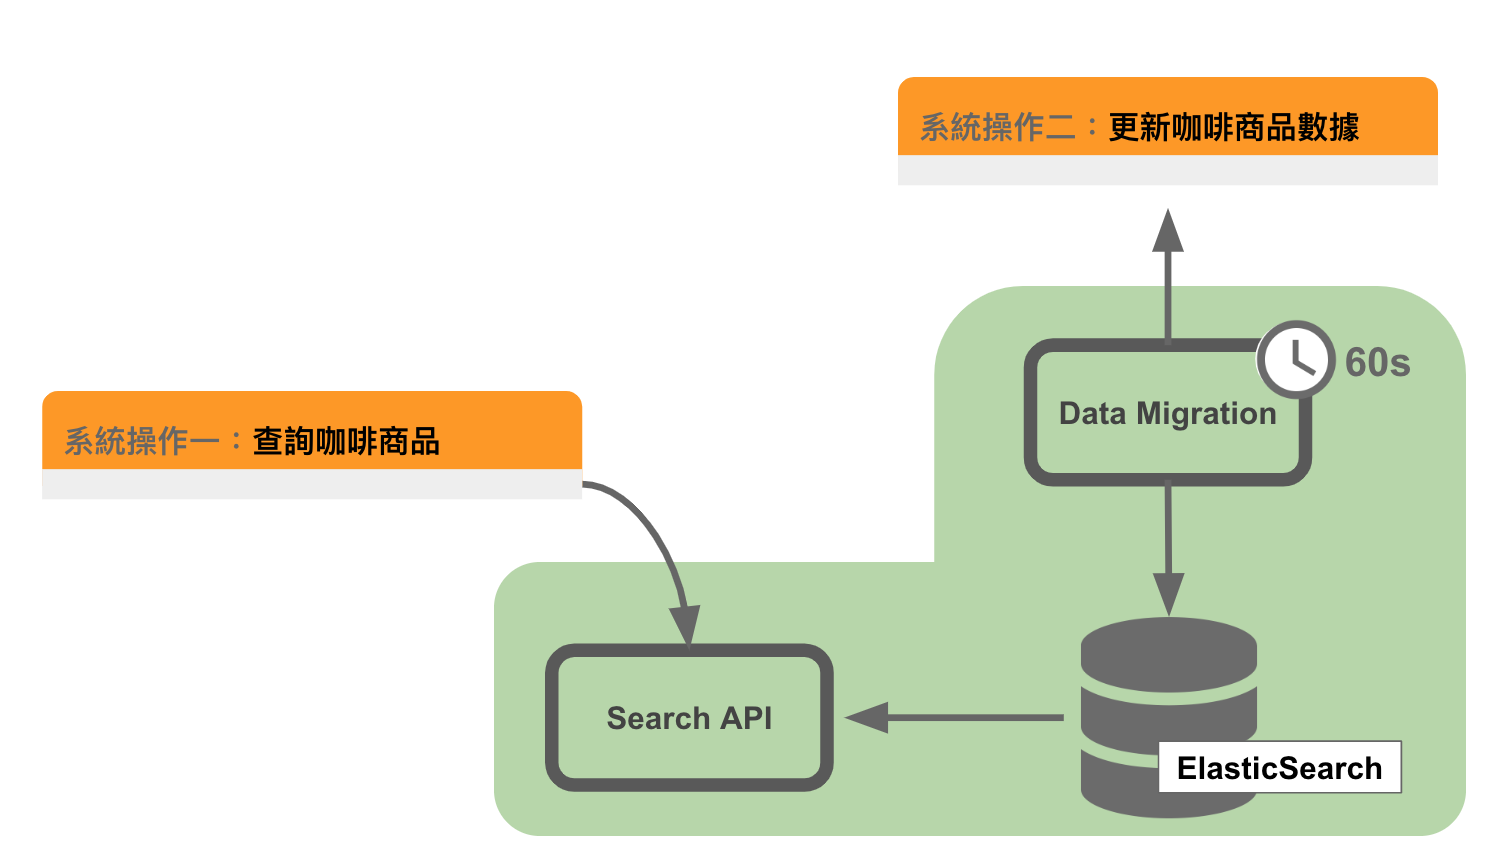 系統操作二：更新咖啡商品數據
60s
Data Migration
系統操作一：查詢咖啡商品
Search API
ElasticSearch